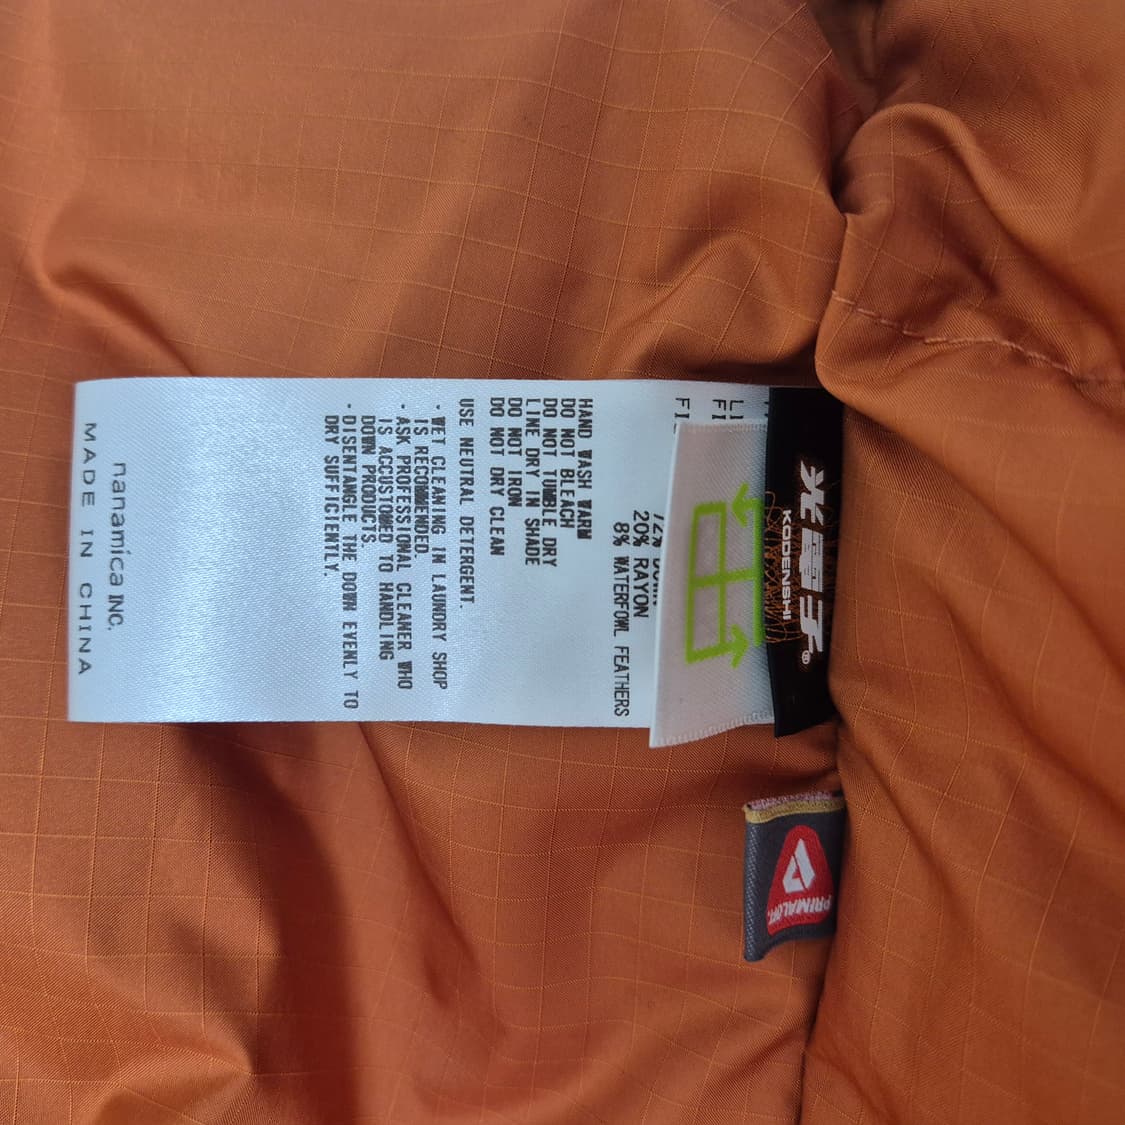 光電子®
KODENSHI
LI
FI
FI
20% RAYON
8% WATERFOWL FEATHERS
HAND WASH WARM
DO NOT BLEACH
DO NOT TUMBLE DRY
LINE DRY IN SHADE
DO NOT IRON
DO NOT DRY CLEAN
USE NEUTRAL DETERGENT.
・WET CLEANING IN LAUNDRY SHOP
IS RECOMMENDED.
・ASK PROFESSIONAL CLEANER WHO
IS ACCUSTOMED TO HANDLING
DOWN PRODUCTS.
・DISENTANGLE THE DOWN EVENLY TO
DRY SUFFICIENTLY.
nanamica INC.
MADE IN CHINA
PRIMALOFT